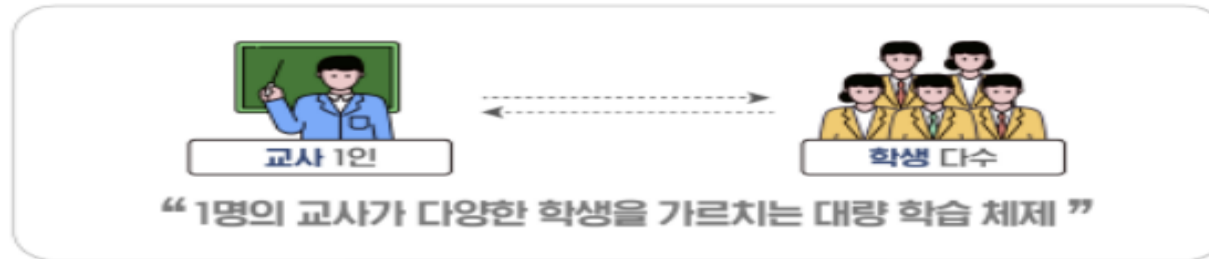 교사 1인
학생 다수
“ 1명의 교사가 다양한 학생을 가르치는 대량 학습 체제 ”